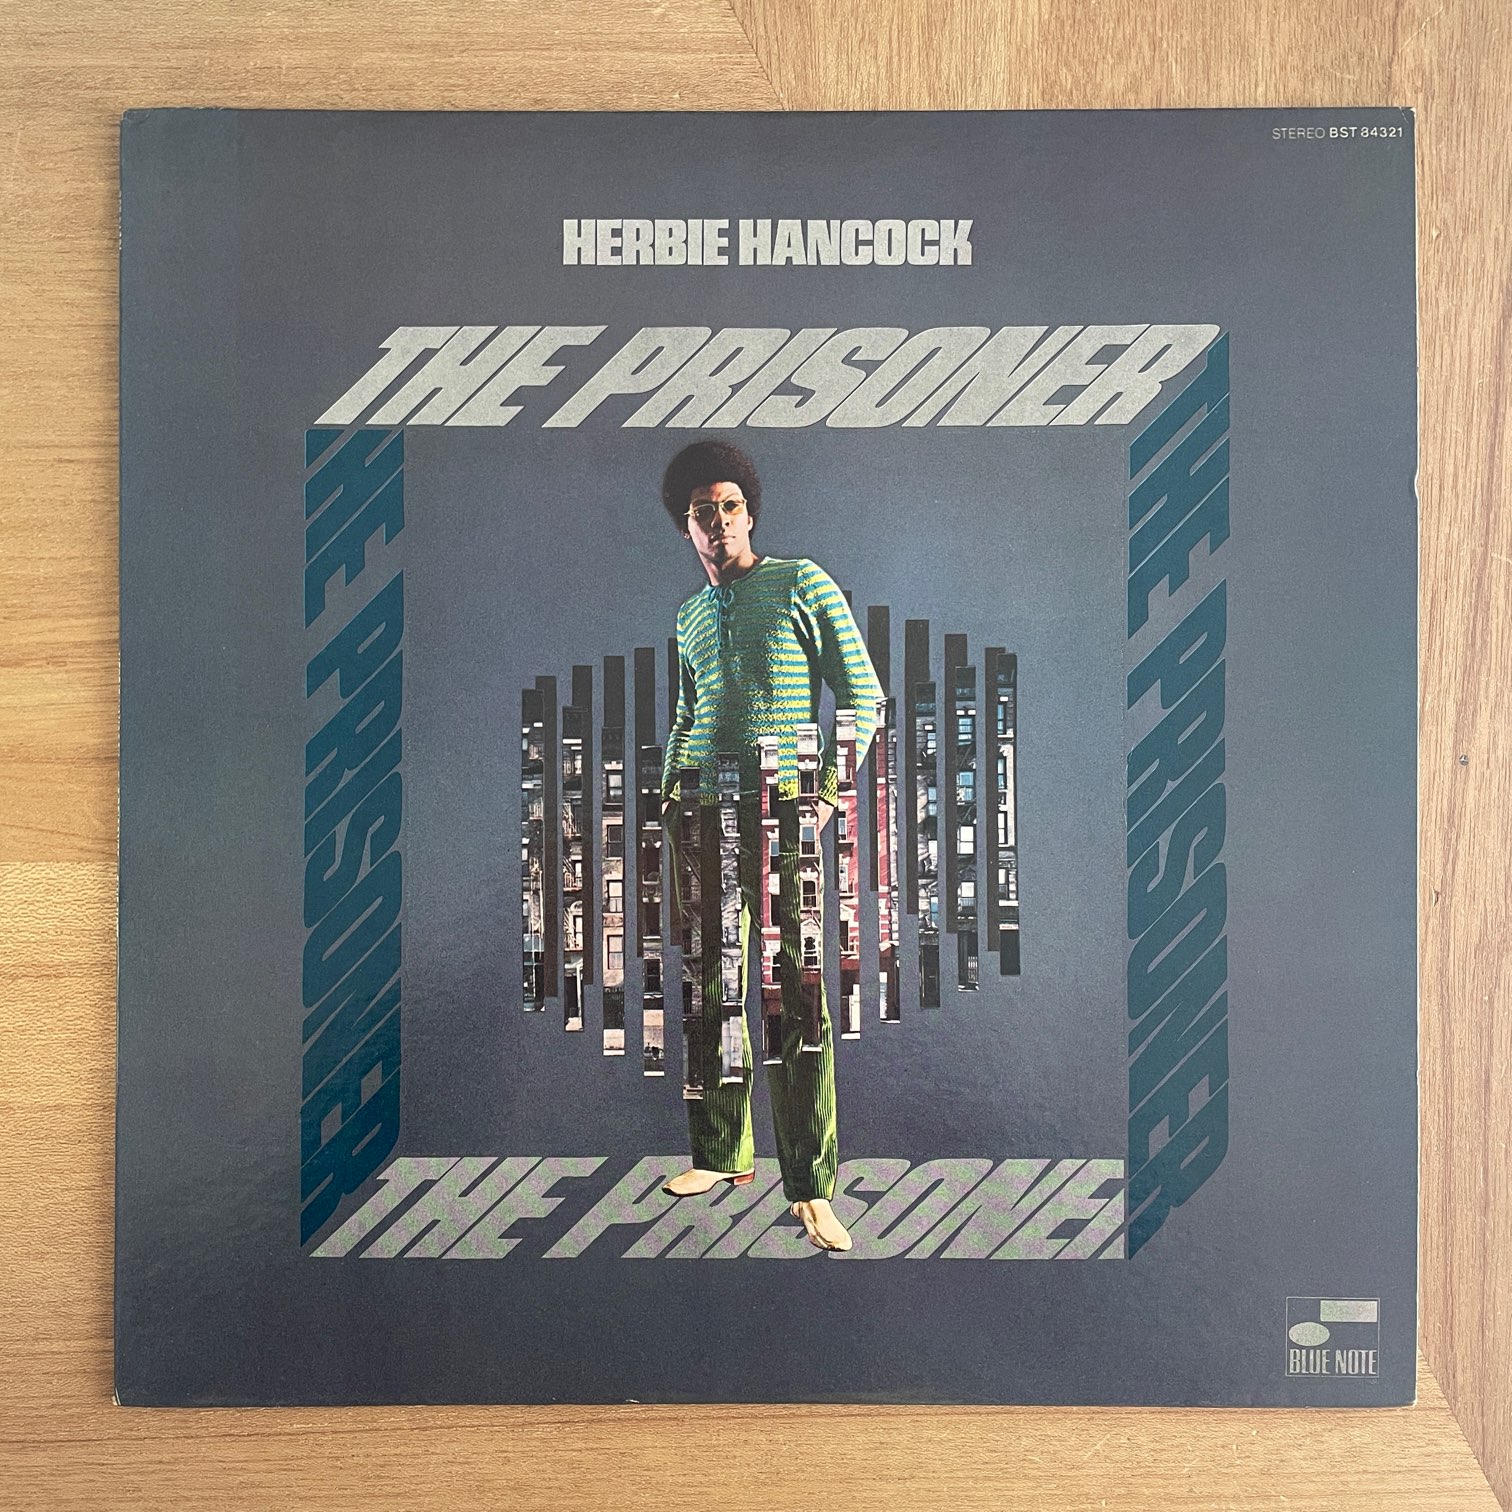 STEREO BST 84321
HERBIE HANCOCK
THE PRISONER
THE PRISONER
THE PRISONER
THE PRISONER
BLUE NOTE